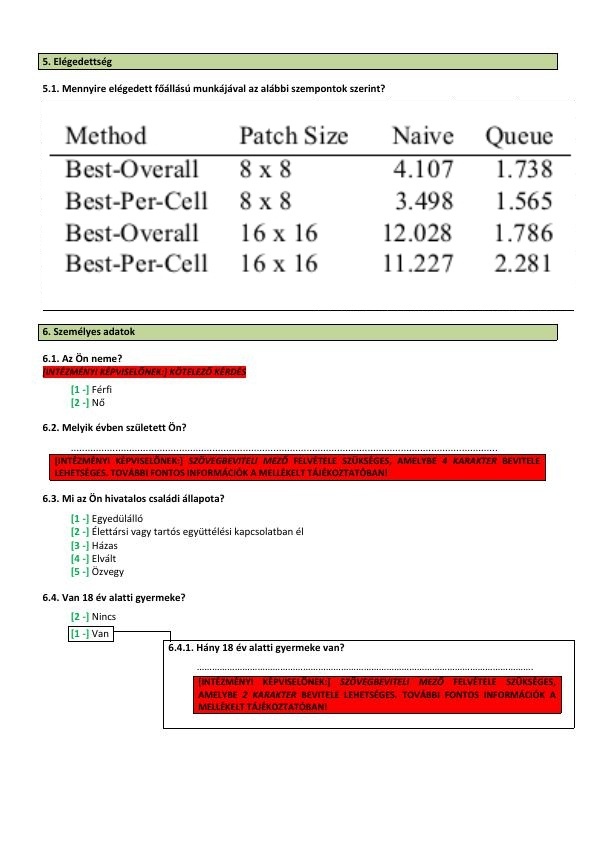 5. Elégedettség
5.1. Mennyire elégedett főállású munkájával az alábbi szempontok szerint?
Method Patch Size Naive Queue
Best-Overall 8 x 8 4.107 1.738
Best-Per-Cell 8 x 8 3.498 1.565
Best-Overall 16 x 16 12.028 1.786
Best-Per-Cell 16 x 16 11.227 2.281
6. Személyes adatok
6.1. Az Ön neme?
[INTÉZMÉNYI KÉPVISELŐNEK:] KÖTELEZŐ KÉRDÉS
[1 -] Férfi
[2 -] Nő
6.2. Melyik évben született Ön?
[INTÉZMÉNYI KÉPVISELŐNEK:] SZÖVEGBEVITELI MEZŐ FELVÉTELE SZÜKSÉGES, AMELYBE 4 KARAKTER BEVITELE
LEHETSÉGES. TOVÁBBI FONTOS INFORMÁCIÓK A MELLÉKELT TÁJÉKOZTATÓBAN!
6.3. Mi az Ön hivatalos családi állapota?
[1 -] Egyedülálló
[2 -] Élettársi vagy tartós együttélési kapcsolatban él
[3 -] Házas
[4 -] Elvált
[5 -] Özvegy
6.4. Van 18 év alatti gyermeke?
[2 -] Nincs
[1 -] Van
6.4.1. Hány 18 év alatti gyermeke van?
[INTÉZMÉNYI KÉPVISELŐNEK:] SZÖVEGBEVITELI MEZŐ FELVÉTELE SZÜKSÉGES,
AMELYBE 2 KARAKTER BEVITELE LEHETSÉGES. TOVÁBBI FONTOS INFORMÁCIÓK A
MELLÉKELT TÁJÉKOZTATÓBAN!